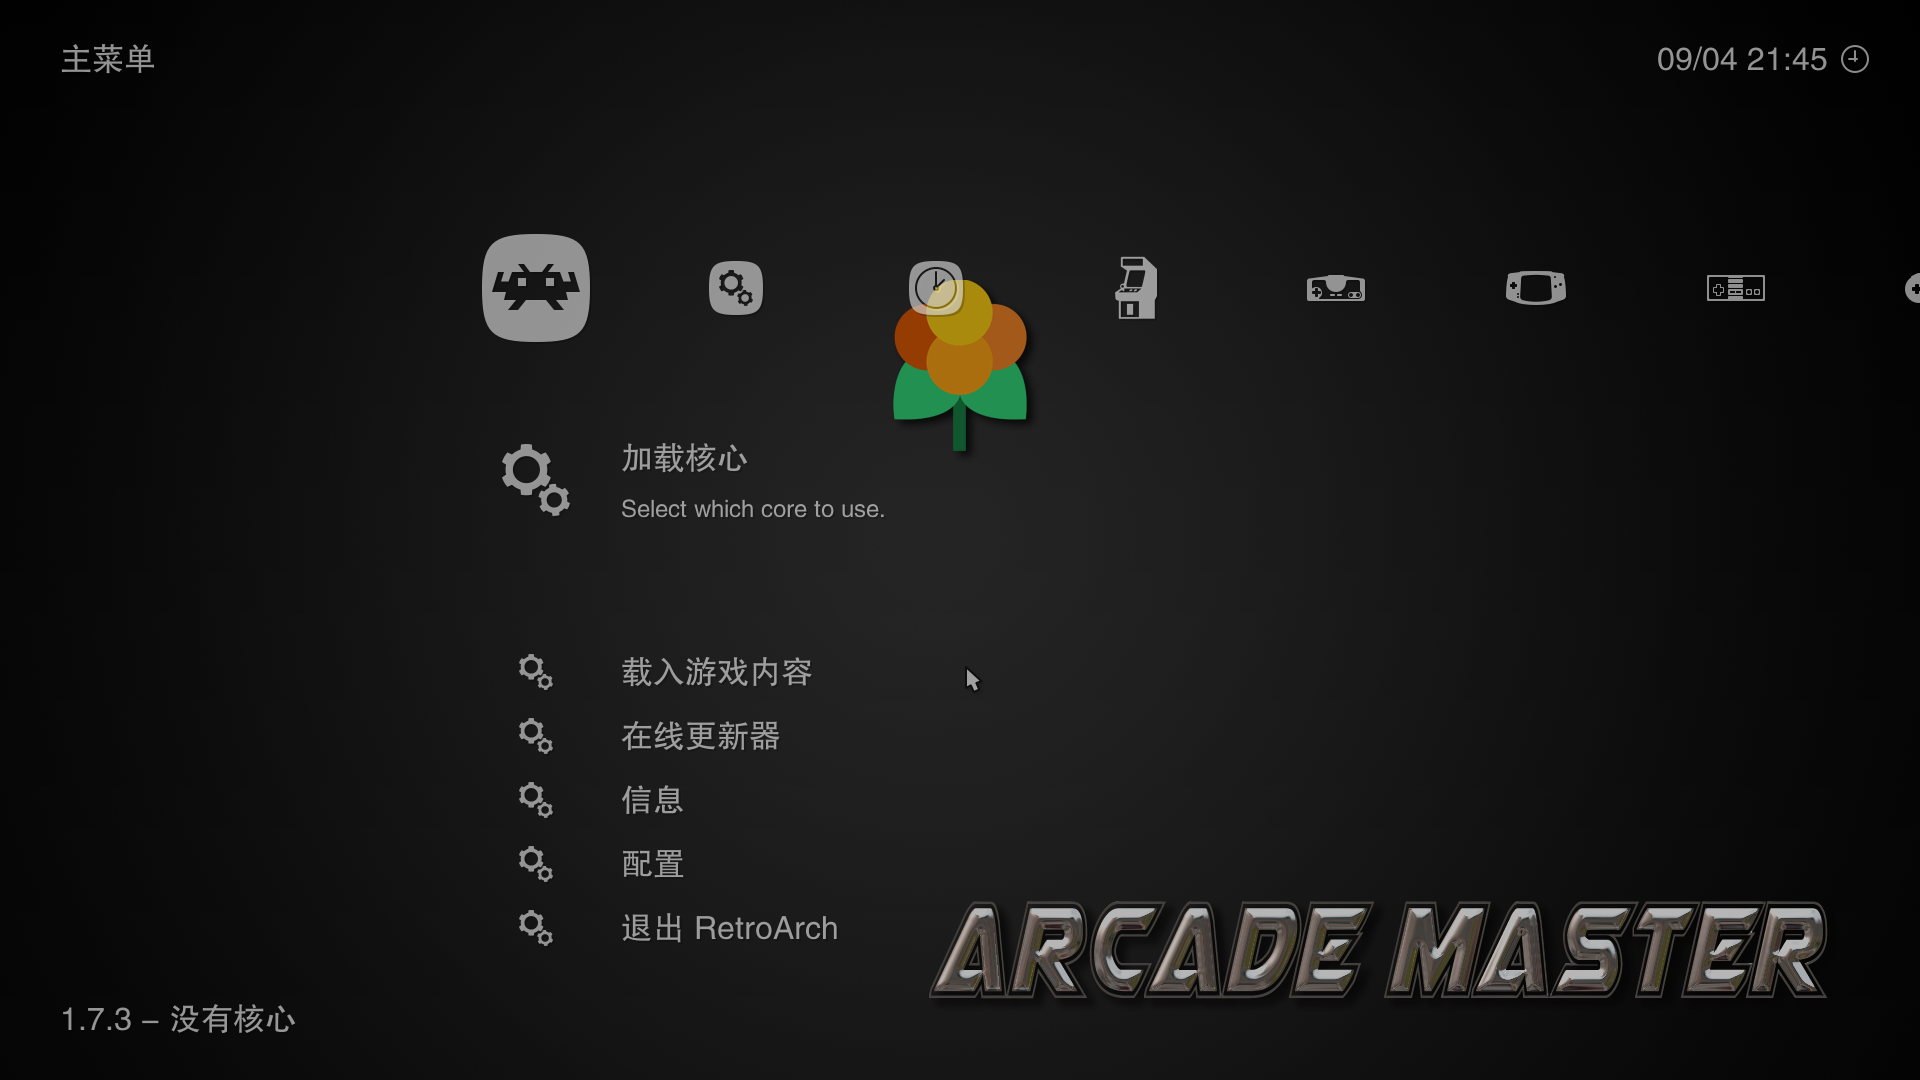 主菜单
09/04 21:45
加载核心
Select which core to use.
载入游戏内容
在线更新器
信息
配置
退出 RetroArch
ARCADE MASTER
1.7.3 – 没有核心